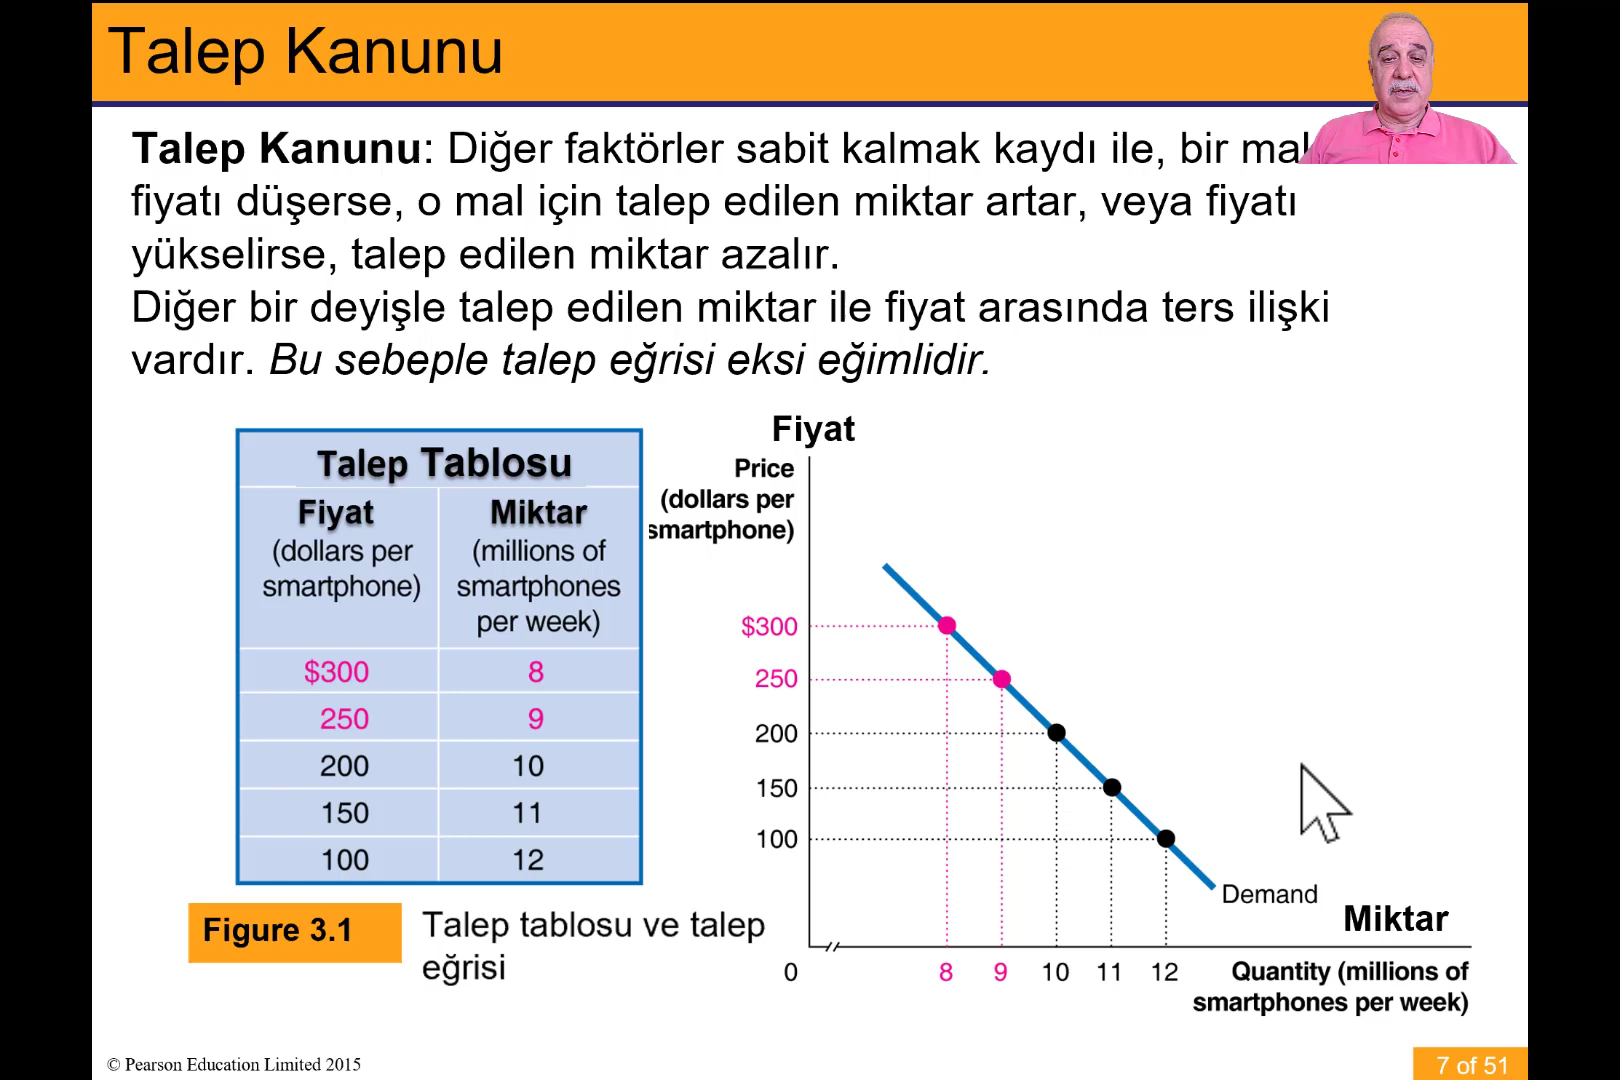 Talep Kanunu
Talep Kanunu: Diğer faktörler sabit kalmak kaydı ile, bir mal
fiyatı düşerse, o mal için talep edilen miktar artar, veya fiyatı
yükselirse, talep edilen miktar azalır.
Diğer bir deyişle talep edilen miktar ile fiyat arasında ters ilişki
vardır. Bu sebeple talep eğrisi eksi eğimlidir.
Talep Tablosu
Fiyat Miktar
(dollars per (millions of
smartphone) smartphones
per week)
$300 8
250 9
200 10
150 11
100 12
Figure 3.1
Talep tablosu ve talep
eğrisi
Fiyat
Price
(dollars per
smartphone)
$300
250
200
150
100
Demand
Miktar
0 8 9 10 11 12
Quantity (millions of
smartphones per week)
© Pearson Education Limited 2015
7 of 51